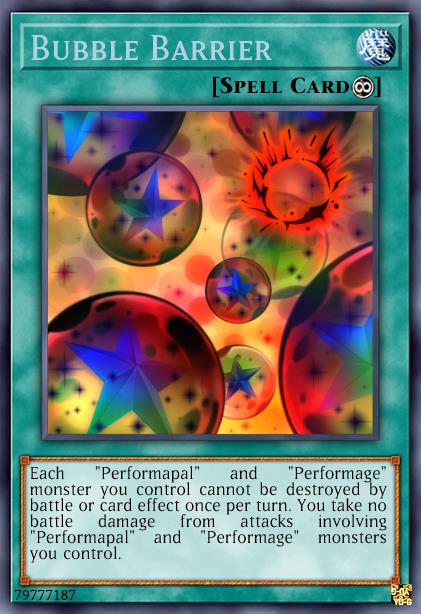 Bubble Barrier
魔
[Spell Card]
Each "Performapal" and "Performage"
monster you control cannot be destroyed by
battle or card effect once per turn. You take no
battle damage from attacks involving
"Performapal" and "Performage" monsters
you control.
79777187